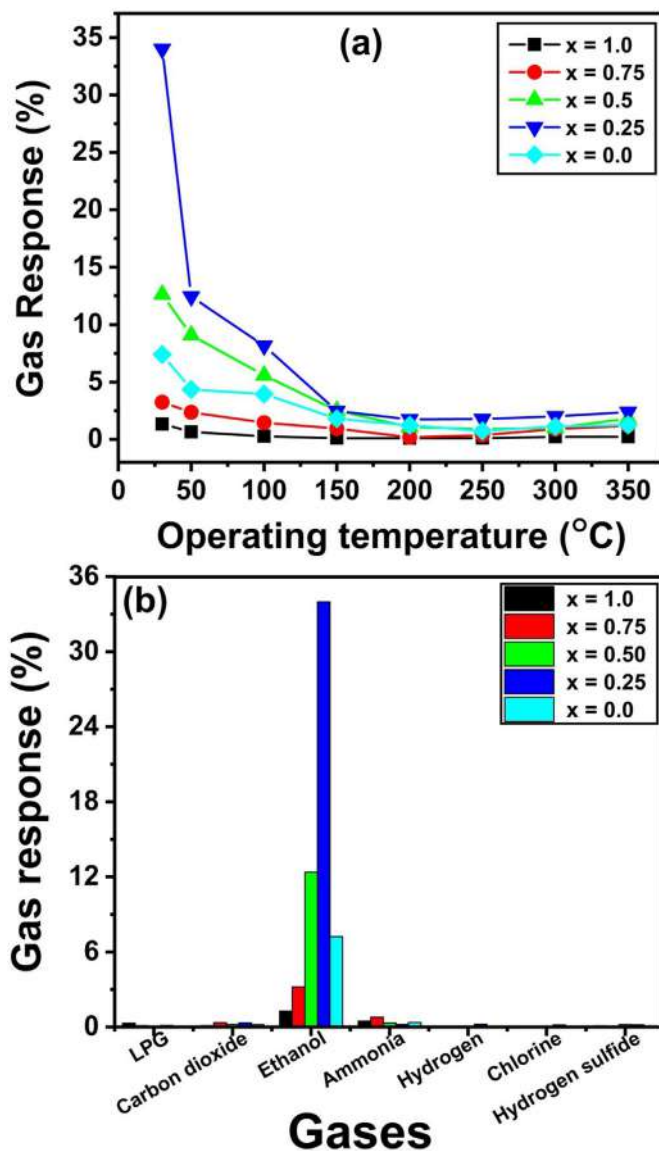 (a)
x = 1.0
x = 0.75
x = 0.5
x = 0.25
x = 0.0
Gas Response (%)
35
30
25
20
15
10
5
0
0 50 100 150 200 250 300 350
Operating temperature (°C)
(b)
x = 1.0
x = 0.75
x = 0.50
x = 0.25
x = 0.0
Gas response (%)
36
30
24
18
12
6
0
LPG
Carbon dioxide
Ethanol
Ammonia
Hydrogen
Chlorine
Hydrogen sulfide
Gases